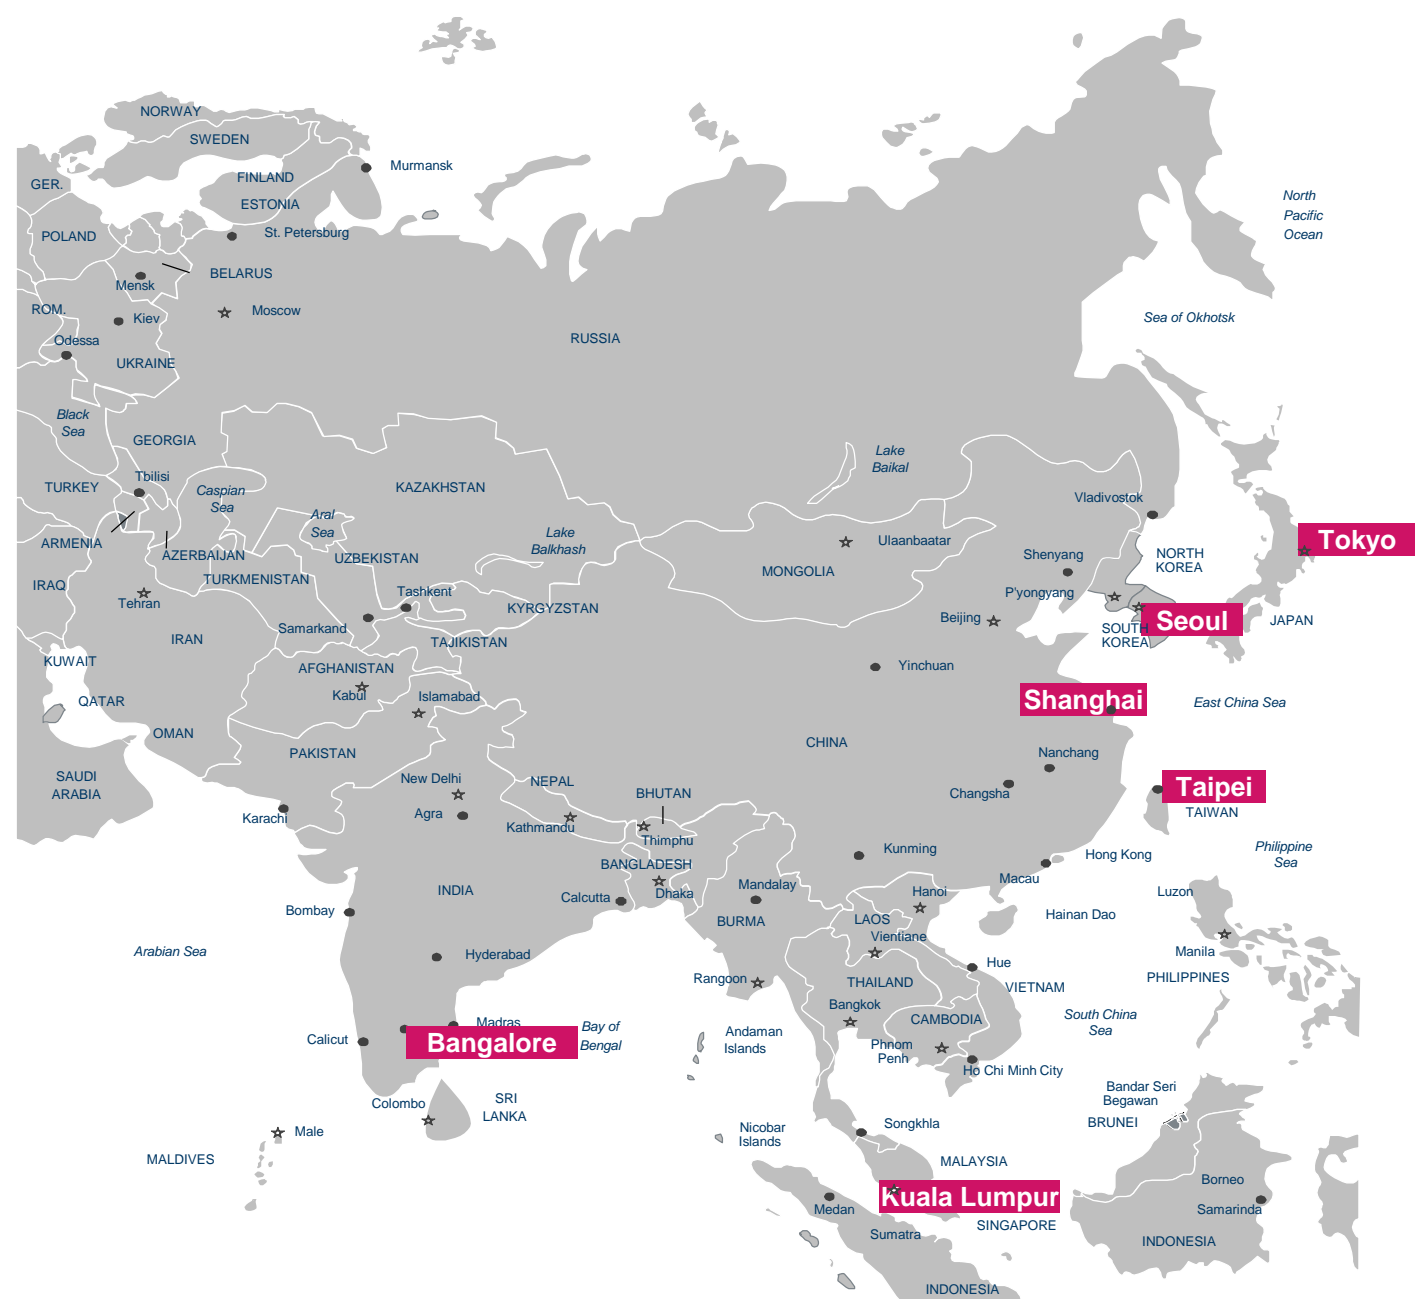 NORWAY
SWEDEN
Murmansk
FINLAND
GER.
ESTONIA
North
Pacific
Ocean
St. Petersburg
POLAND
BELARUS
Mensk
ROM.
Moscow
Kiev
Sea of Okhotsk
Odessa
RUSSIA
UKRAINE
Black
Sea
GEORGIA
Lake
Baikal
Tbilisi
TURKEY
Caspian
Sea
KAZAKHSTAN
Vladivostok
Aral
Sea
Lake
Balkhash
ARMENIA
AZERBAIJAN
UZBEKISTAN
Ulaanbaatar
Tokyo
Shenyang
NORTH
KOREA
IRAQ
TURKMENISTAN
MONGOLIA
Tehran
Tashkent
P'yongyang
KYRGYZSTAN
Beijing
Samarkand
SOUTH
KOREA
Seoul
JAPAN
IRAN
TAJIKISTAN
KUWAIT
AFGHANISTAN
Yinchuan
Kabul
Islamabad
QATAR
Shanghai
East China Sea
OMAN
PAKISTAN
CHINA
Nanchang
SAUDI
ARABIA
New Delhi
NEPAL
BHUTAN
Changsha
Taipei
Karachi
Agra
Kathmandu
Thimphu
TAIWAN
Kunming
Hong Kong
Philippine
Sea
BANGLADESH
Macau
INDIA
Calcutta
Dhaka
Mandalay
Hanoi
Luzon
Bombay
BURMA
LAOS
Hainan Dao
Vientiane
Arabian Sea
Hyderabad
Manila
Hue
Rangoon
THAILAND
VIETNAM
PHILIPPINES
Bangkok
Madras
Bay of
Bengal
CAMBODIA
South China
Sea
Calicut
Bangalore
Andaman
Islands
Phnom
Penh
Ho Chi Minh City
Bandar Seri
Begawan
Colombo
SRI
LANKA
BRUNEI
Male
Nicobar
Islands
Songkhla
MALDIVES
MALAYSIA
Borneo
Kuala Lumpur
Medan
Samarinda
SINGAPORE
Sumatra
INDONESIA
INDONESIA